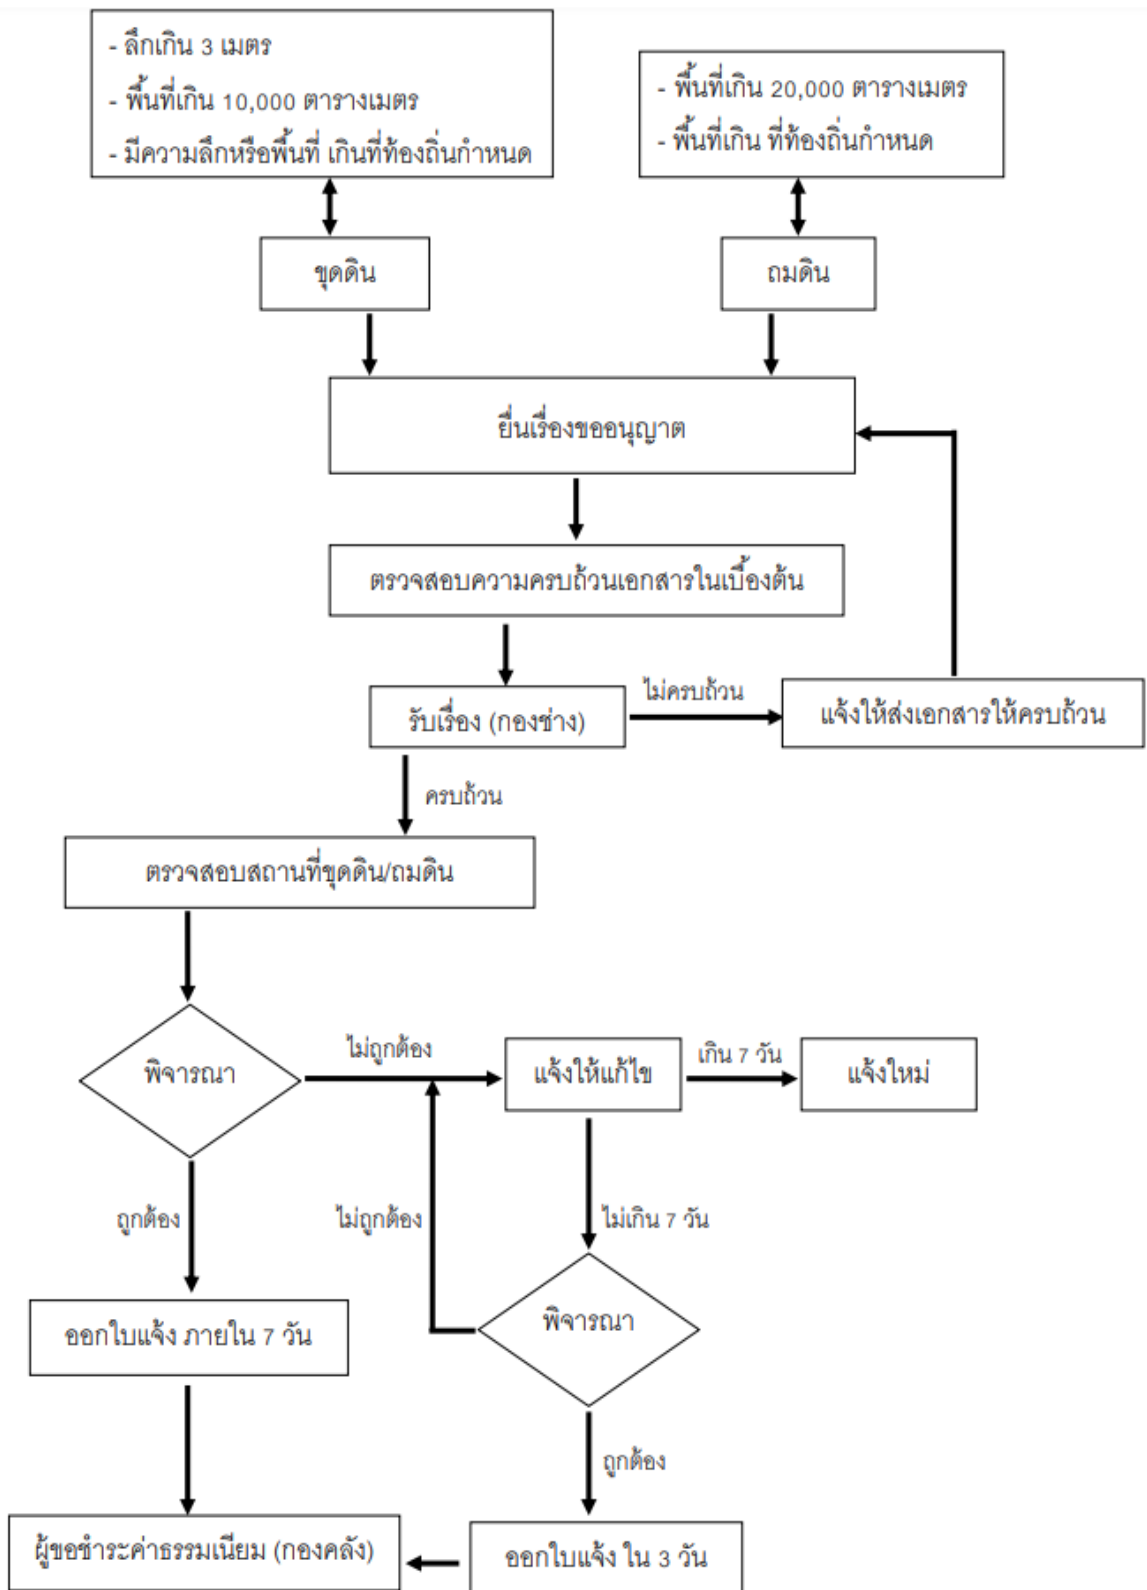 - ลึกเกิน 3 เมตร
- พื้นที่เกิน 10,000 ตารางเมตร
- มีความลึกหรือพื้นที่ เกินที่ท้องถิ่นกำหนด
- พื้นที่เกิน 20,000 ตารางเมตร
- พื้นที่เกิน ที่ท้องถิ่นกำหนด
ขุดดิน
ถมดิน
ยื่นเรื่องขออนุญาต
ตรวจสอบความครบถ้วนเอกสารในเบื้องต้น
รับเรื่อง (กองช่าง)
ไม่ครบถ้วน
แจ้งให้ส่งเอกสารให้ครบถ้วน
ครบถ้วน
ตรวจสอบสถานที่ขุดดิน/ถมดิน
พิจารณา
ไม่ถูกต้อง
แจ้งให้แก้ไข
เกิน 7 วัน
แจ้งใหม่
ถูกต้อง
ไม่ถูกต้อง
ไม่เกิน 7 วัน
ออกใบแจ้ง ภายใน 7 วัน
พิจารณา
ถูกต้อง
ผู้ขอชำระค่าธรรมเนียม (กองคลัง)
ออกใบแจ้ง ใน 3 วัน